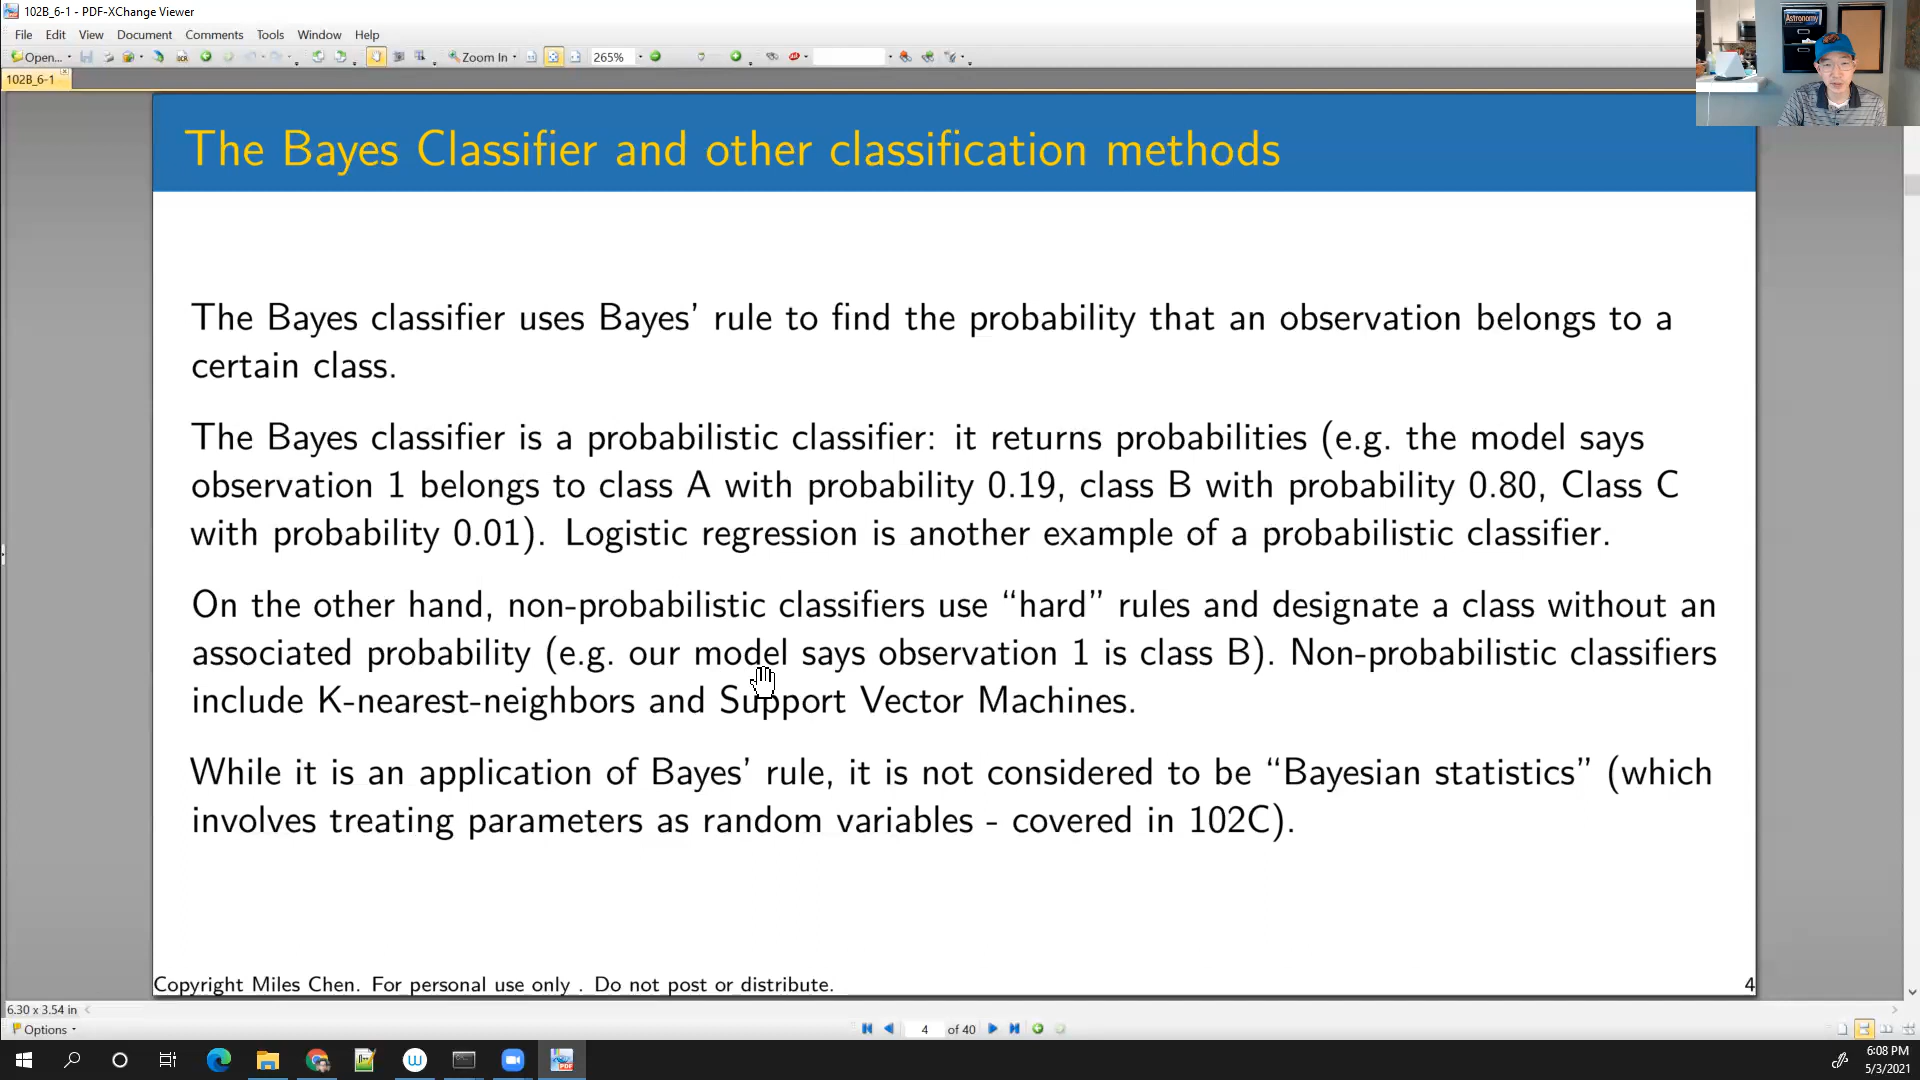 102B_6-1 - PDF-XChange Viewer
File Edit View Document Comments Tools Window Help
Open... Zoom In 265%
102B_6-1
Astronomy
The Bayes Classifier and other classification methods
The Bayes classifier uses Bayes’ rule to find the probability that an observation belongs to a
certain class.
The Bayes classifier is a probabilistic classifier: it returns probabilities (e.g. the model says
observation 1 belongs to class A with probability 0.19, class B with probability 0.80, Class C
with probability 0.01). Logistic regression is another example of a probabilistic classifier.
On the other hand, non-probabilistic classifiers use “hard” rules and designate a class without an
associated probability (e.g. our model says observation 1 is class B). Non-probabilistic classifiers
include K-nearest-neighbors and Support Vector Machines.
While it is an application of Bayes’ rule, it is not considered to be “Bayesian statistics” (which
involves treating parameters as random variables - covered in 102C).
Copyright Miles Chen. For personal use only . Do not post or distribute.
4
6.30 x 3.54 in
Options
4 of 40
6:08 PM
5/3/2021